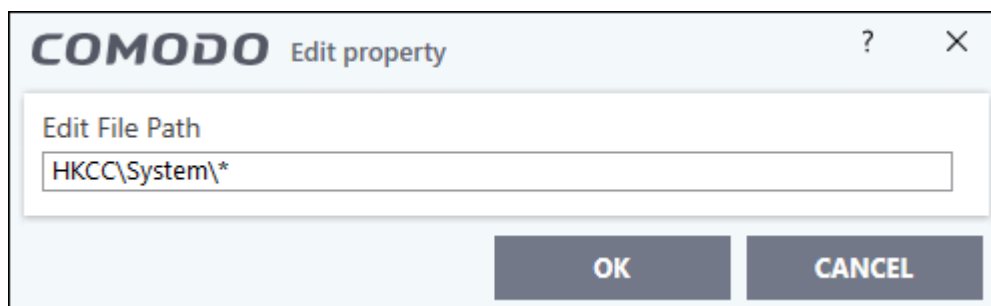 COMODO Edit property ? X
Edit File Path
HKCC\System\*
OK CANCEL